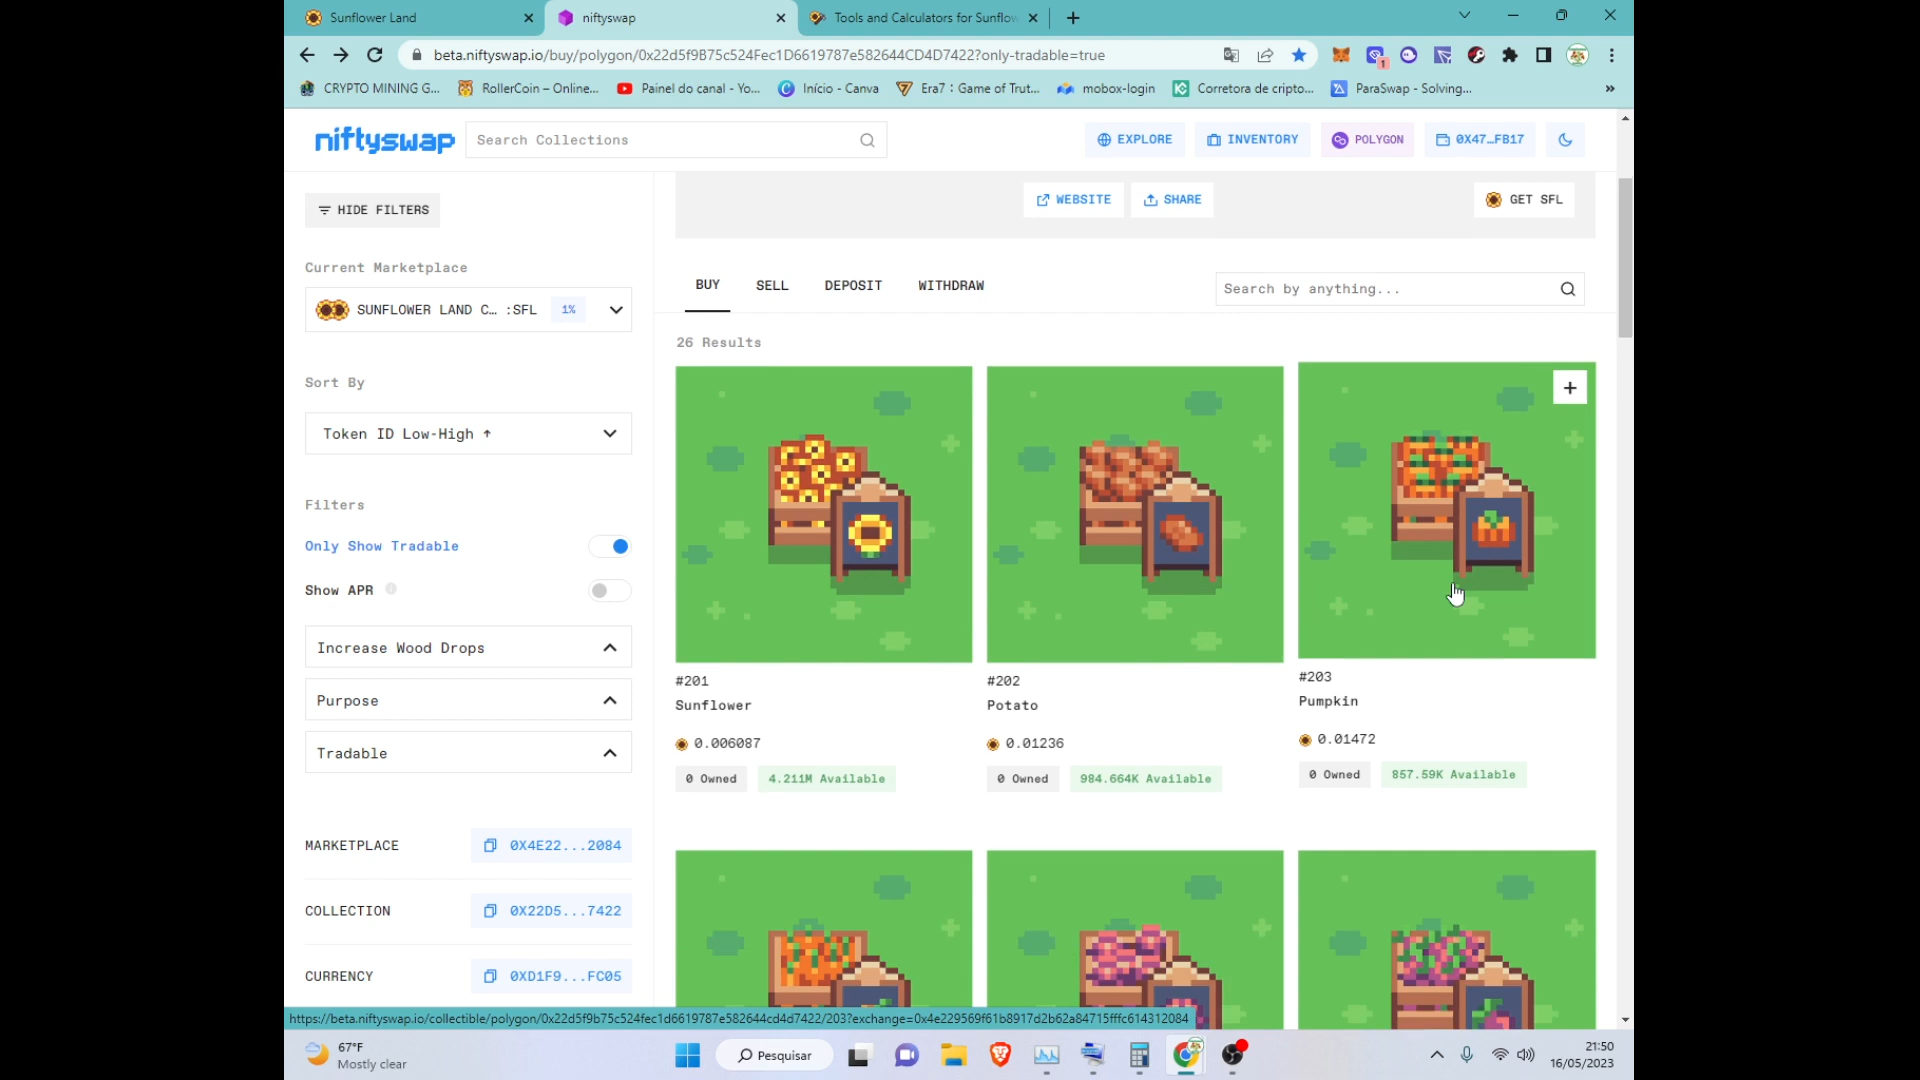 Sunflower Land
niftyswap
Tools and Calculators for Sunflow
beta.niftyswap.io/buy/polygon/0x22d5f9B75c524Fec1D6619787e582644CD4D7422?only-tradable=true
1
CRYPTO MINING G...
RollerCoin – Online...
Painel do canal - Yo...
Início - Canva
Era7：Game of Trut...
mobox-login
Corretora de cripto...
ParaSwap - Solving...
»
niftyswap
Search Collections
EXPLORE
INVENTORY
POLYGON
0X47…FB17
HIDE FILTERS
WEBSITE
SHARE
GET SFL
Current Marketplace
SUNFLOWER LAND C… :SFL
1%
BUY
SELL
DEPOSIT
WITHDRAW
Search by anything...
26 Results
Sort By
Token ID Low-High ↑
Filters
Only Show Tradable
Show APR
Increase Wood Drops
Purpose
Tradable
#201
Sunflower
0.006087
0 Owned
4.211M Available
#202
Potato
0.01236
0 Owned
984.664K Available
#203
Pumpkin
0.01472
0 Owned
857.59K Available
MARKETPLACE
0X4E22...2084
COLLECTION
0X22D5...7422
CURRENCY
0XD1F9...FC05
https://beta.niftyswap.io/collectible/polygon/0x22d5f9b75c524fec1d6619787e582644cd4d7422/203?exchange=0x4e229569f61b8917d2b62a84715fffc614312084
67°F
Mostly clear
Pesquisar
21:50
16/05/2023